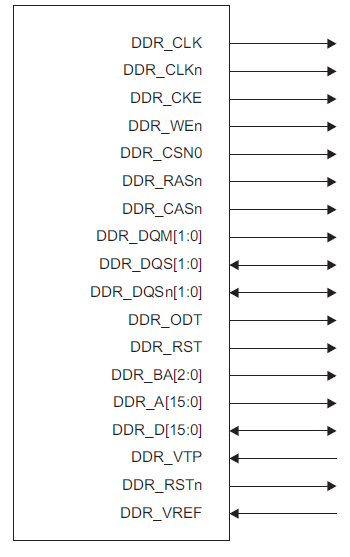 DDR_CLK
DDR_CLKn
DDR_CKE
DDR_WEn
DDR_CSN0
DDR_RASn
DDR_CASn
DDR_DQM[1:0]
DDR_DQS[1:0]
DDR_DQSn[1:0]
DDR_ODT
DDR_RST
DDR_BA[2:0]
DDR_A[15:0]
DDR_D[15:0]
DDR_VTP
DDR_RSTn
DDR_VREF